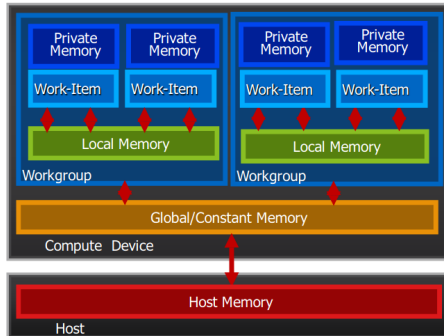 Private
Memory
Private
Memory
Private
Memory
Private
Memory
Work-Item
Work-Item
Work-Item
Work-Item
Local Memory
Local Memory
Workgroup
Workgroup
Global/Constant Memory
Compute Device
Host Memory
Host